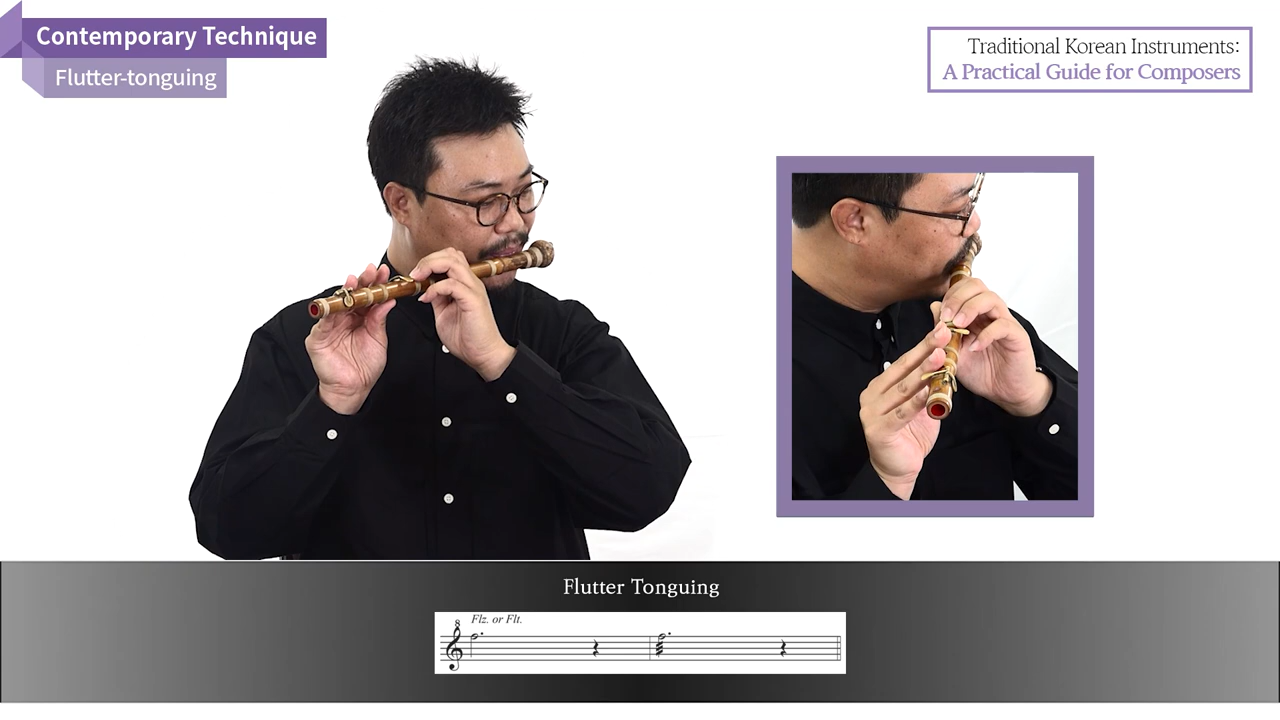 Contemporary Technique
Flutter-tonguing
Traditional Korean Instruments:
A Practical Guide for Composers
Flutter Tonguing
Flz. or Flt.
8